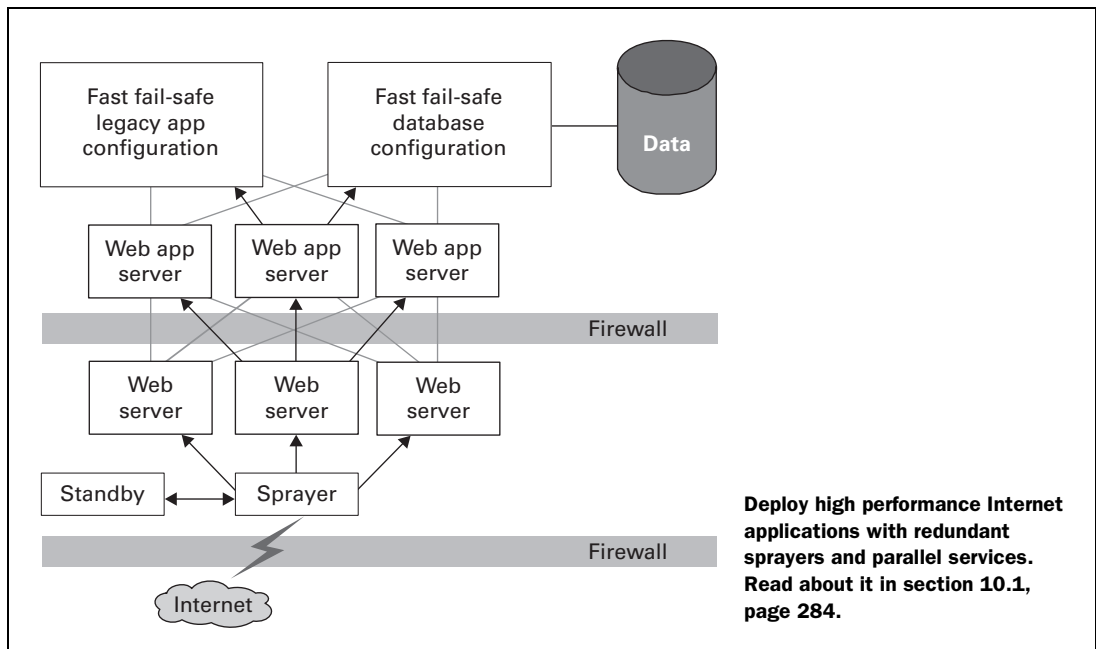 Fast fail-safe
legacy app
configuration
Fast fail-safe
database
configuration
Data
Web app
server
Web app
server
Web app
server
Firewall
Web
server
Web
server
Web
server
Standby
Sprayer
Firewall
Internet
Deploy high performance Internet
applications with redundant
sprayers and parallel services.
Read about it in section 10.1,
page 284.